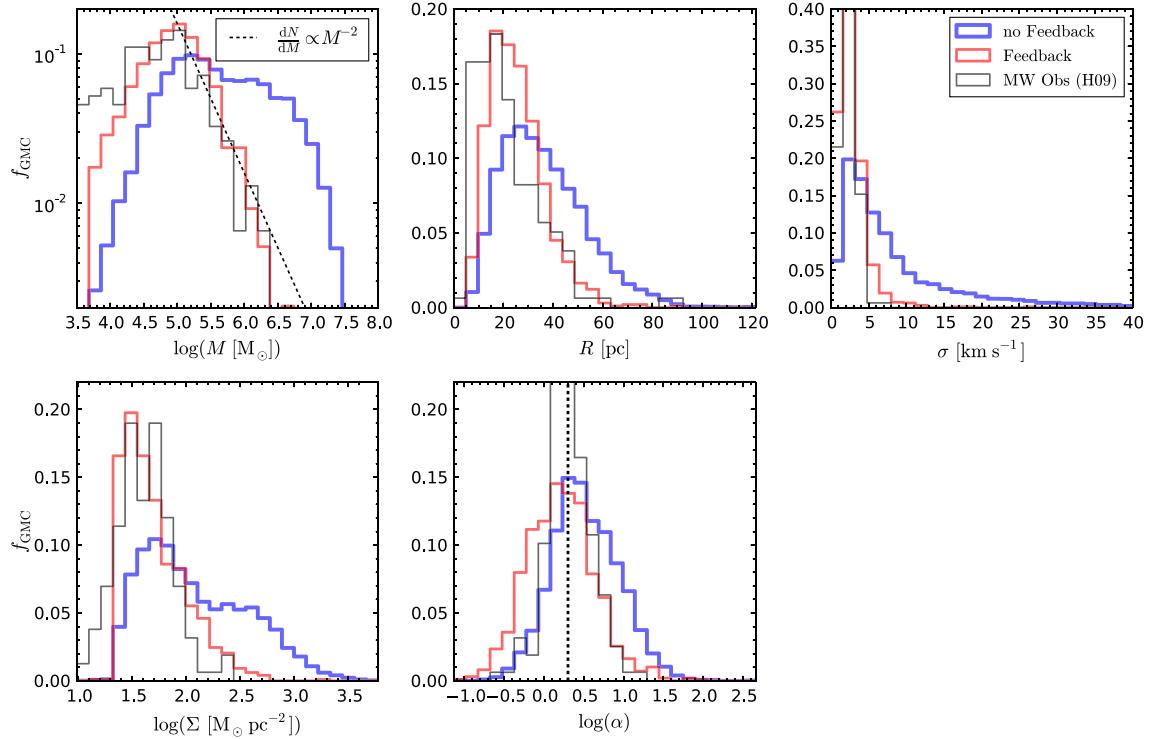 dN/dM ∝ M⁻²
10⁻¹
10⁻²
f_GMC
3.5 4.0 4.5 5.0 5.5 6.0 6.5 7.0 7.5 8.0
log(M [M⊙])
0.20
0.15
0.10
0.05
0.00
0 20 40 60 80 100 120
R [pc]
no Feedback
Feedback
MW Obs (H09)
0.40
0.35
0.30
0.25
0.20
0.15
0.10
0.05
0.00
0 5 10 15 20 25 30 35 40
σ [km s⁻¹]
0.20
0.15
0.10
0.05
0.00
f_GMC
1.0 1.5 2.0 2.5 3.0 3.5
log(Σ [M⊙ pc⁻²])
0.20
0.15
0.10
0.05
0.00
−1.0 −0.5 0.0 0.5 1.0 1.5 2.0 2.5
log(α)